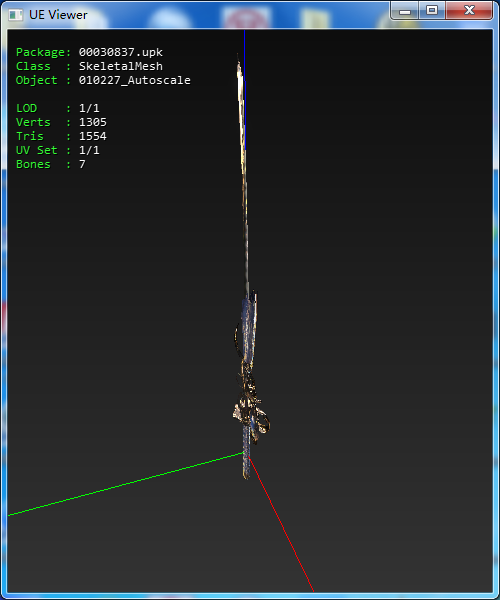 UE Viewer
Package: 00030837.upk
Class : SkeletalMesh
Object : 010227_Autoscale
LOD : 1/1
Verts : 1305
Tris : 1554
UV Set : 1/1
Bones : 7